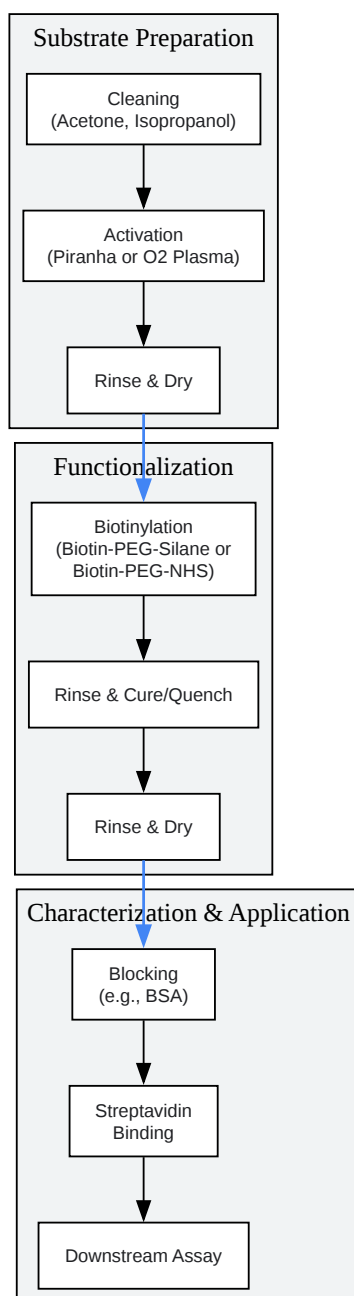 Substrate Preparation
Cleaning
(Acetone, Isopropanol)
Activation
(Piranha or O2 Plasma)
Rinse & Dry
Functionalization
Biotinylation
(Biotin-PEG-Silane or
Biotin-PEG-NHS)
Rinse & Cure/Quench
Rinse & Dry
Characterization & Application
Blocking
(e.g., BSA)
Streptavidin
Binding
Downstream Assay